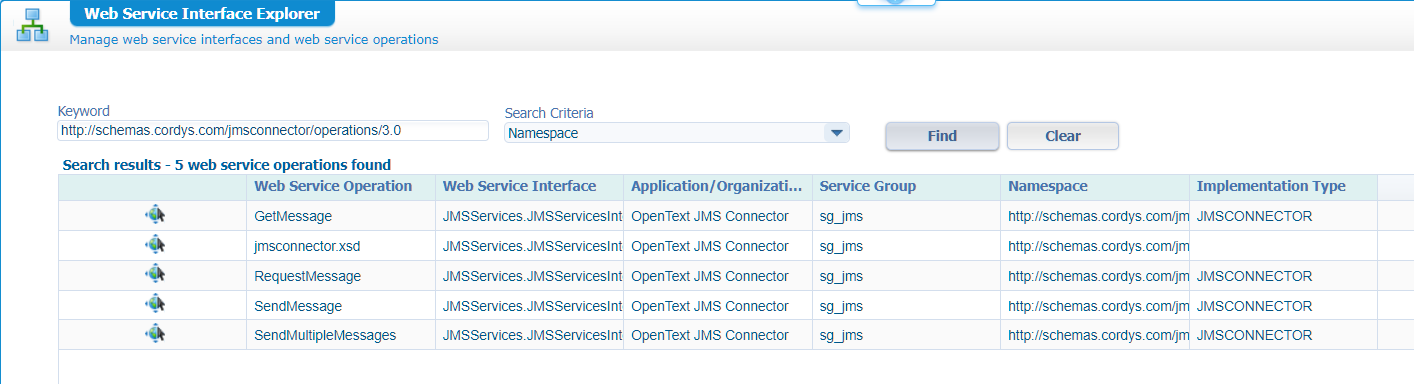 Web Service Interface Explorer
Manage web service interfaces and web service operations
Keyword
Search Criteria
http://schemas.cordys.com/jmsconnector/operations/3.0
Namespace
Find
Clear
Search results - 5 web service operations found
Web Service Operation Web Service Interface Application/Organizati... Service Group Namespace Implementation Type
GetMessage JMSServices.JMSServicesInt OpenText JMS Connector sg_jms http://schemas.cordys.com/jm JMSCONNECTOR
jmsconnector.xsd JMSServices.JMSServicesInt OpenText JMS Connector sg_jms http://schemas.cordys.com/jm
RequestMessage JMSServices.JMSServicesInt OpenText JMS Connector sg_jms http://schemas.cordys.com/jm JMSCONNECTOR
SendMessage JMSServices.JMSServicesInt OpenText JMS Connector sg_jms http://schemas.cordys.com/jm JMSCONNECTOR
SendMultipleMessages JMSServices.JMSServicesInt OpenText JMS Connector sg_jms http://schemas.cordys.com/jm JMSCONNECTOR